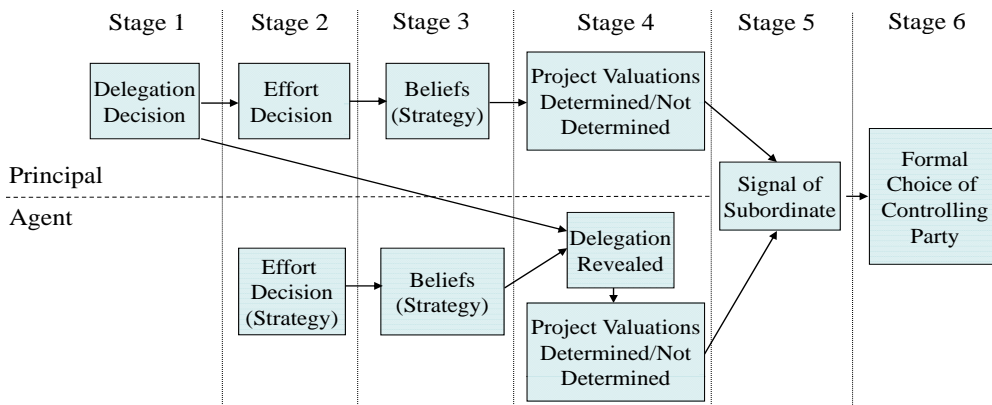 Stage 1
Stage 2
Stage 3
Stage 4
Stage 5
Stage 6
Delegation
Decision
Effort
Decision
Beliefs
(Strategy)
Project Valuations
Determined/Not
Determined
Principal
Agent
Signal of
Subordinate
Formal
Choice of
Controlling
Party
Delegation
Revealed
Effort
Decision
(Strategy)
Beliefs
(Strategy)
Project Valuations
Determined/Not
Determined